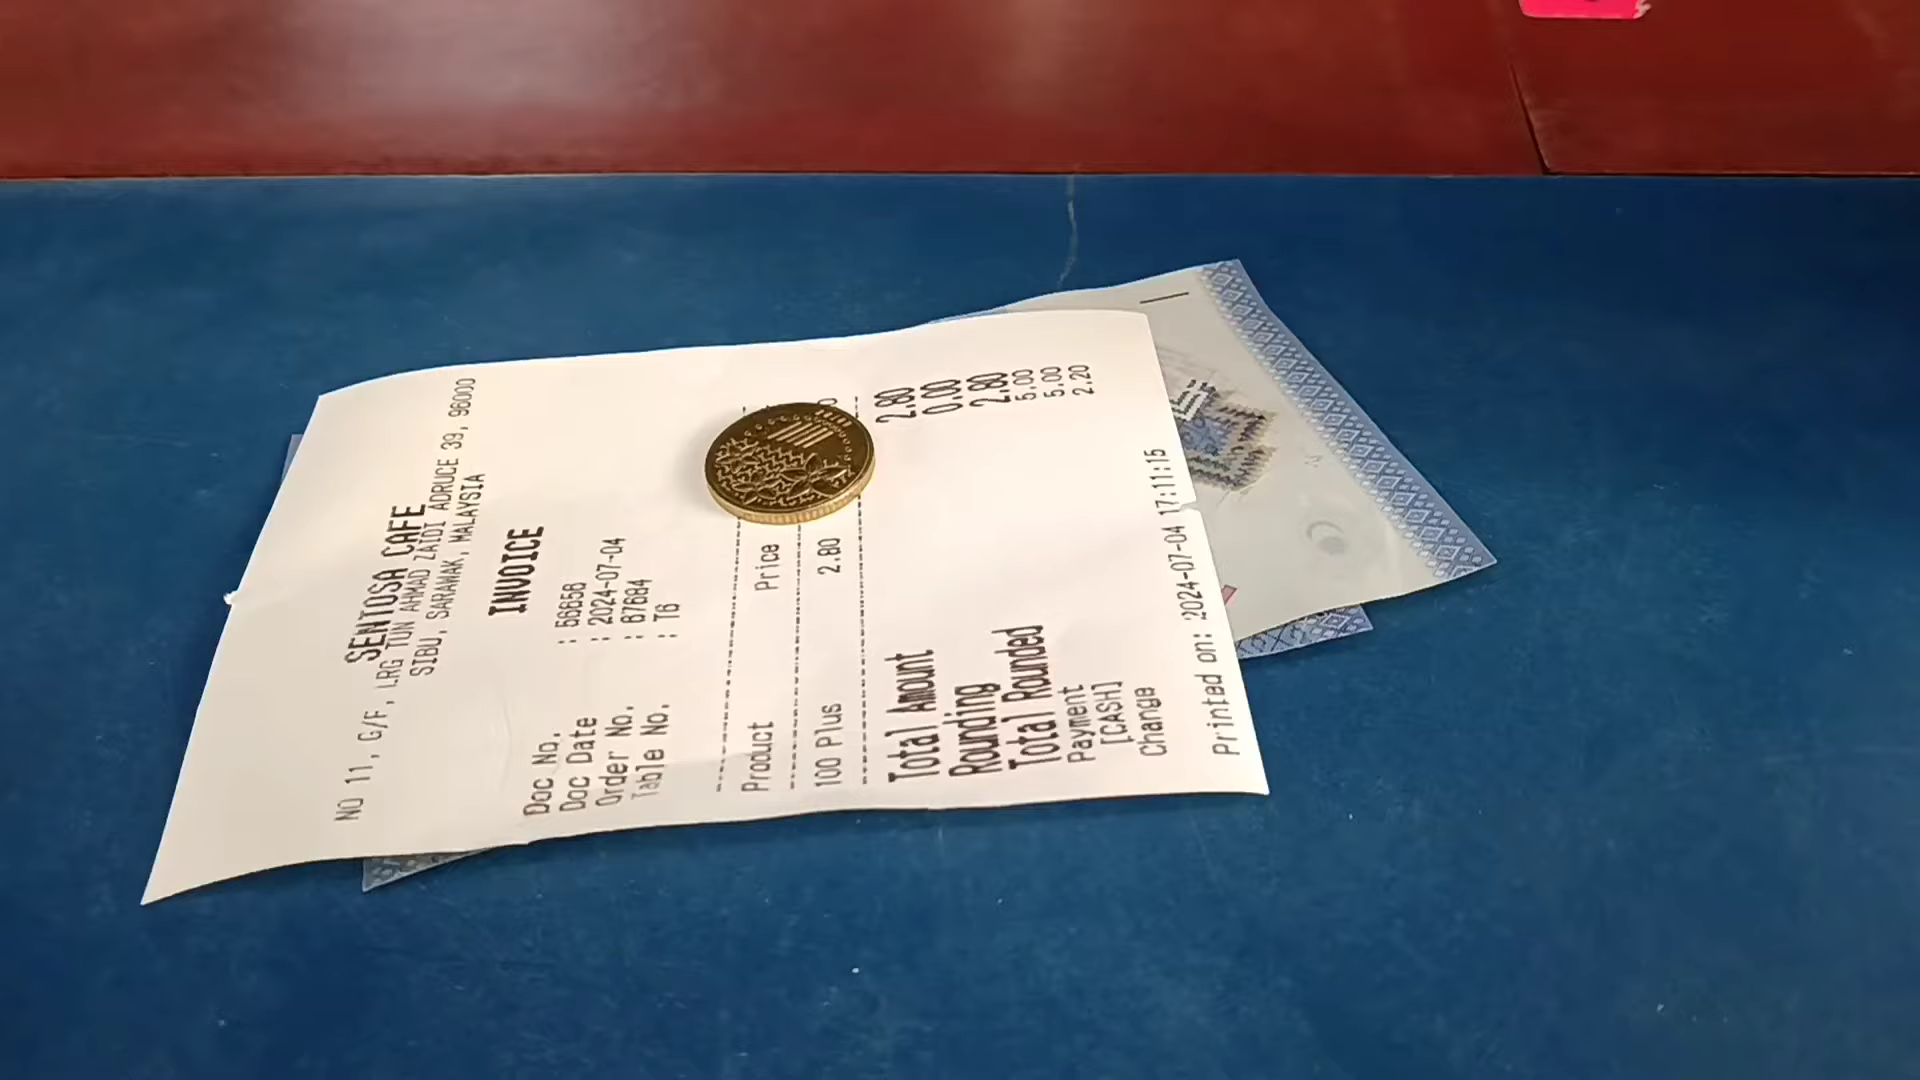 SENTOSA CAFE
NO 11, G/F, LRG TUN AHMAD ZAIDI ADRUCE 39, 96000
SIBU, SARAWAK, MALAYSIA
INVOICE
Doc No. : 56656
Doc Date : 2024-07-04
Order No. : 67684
Table No. : T6
Product Price
100 Plus 2.80
Total Amount 2.80
Rounding 0.00
Total Rounded 2.80
Payment 5.00
[CASH] 5.00
Change 2.20
Printed on: 2024-07-04 17:11:15